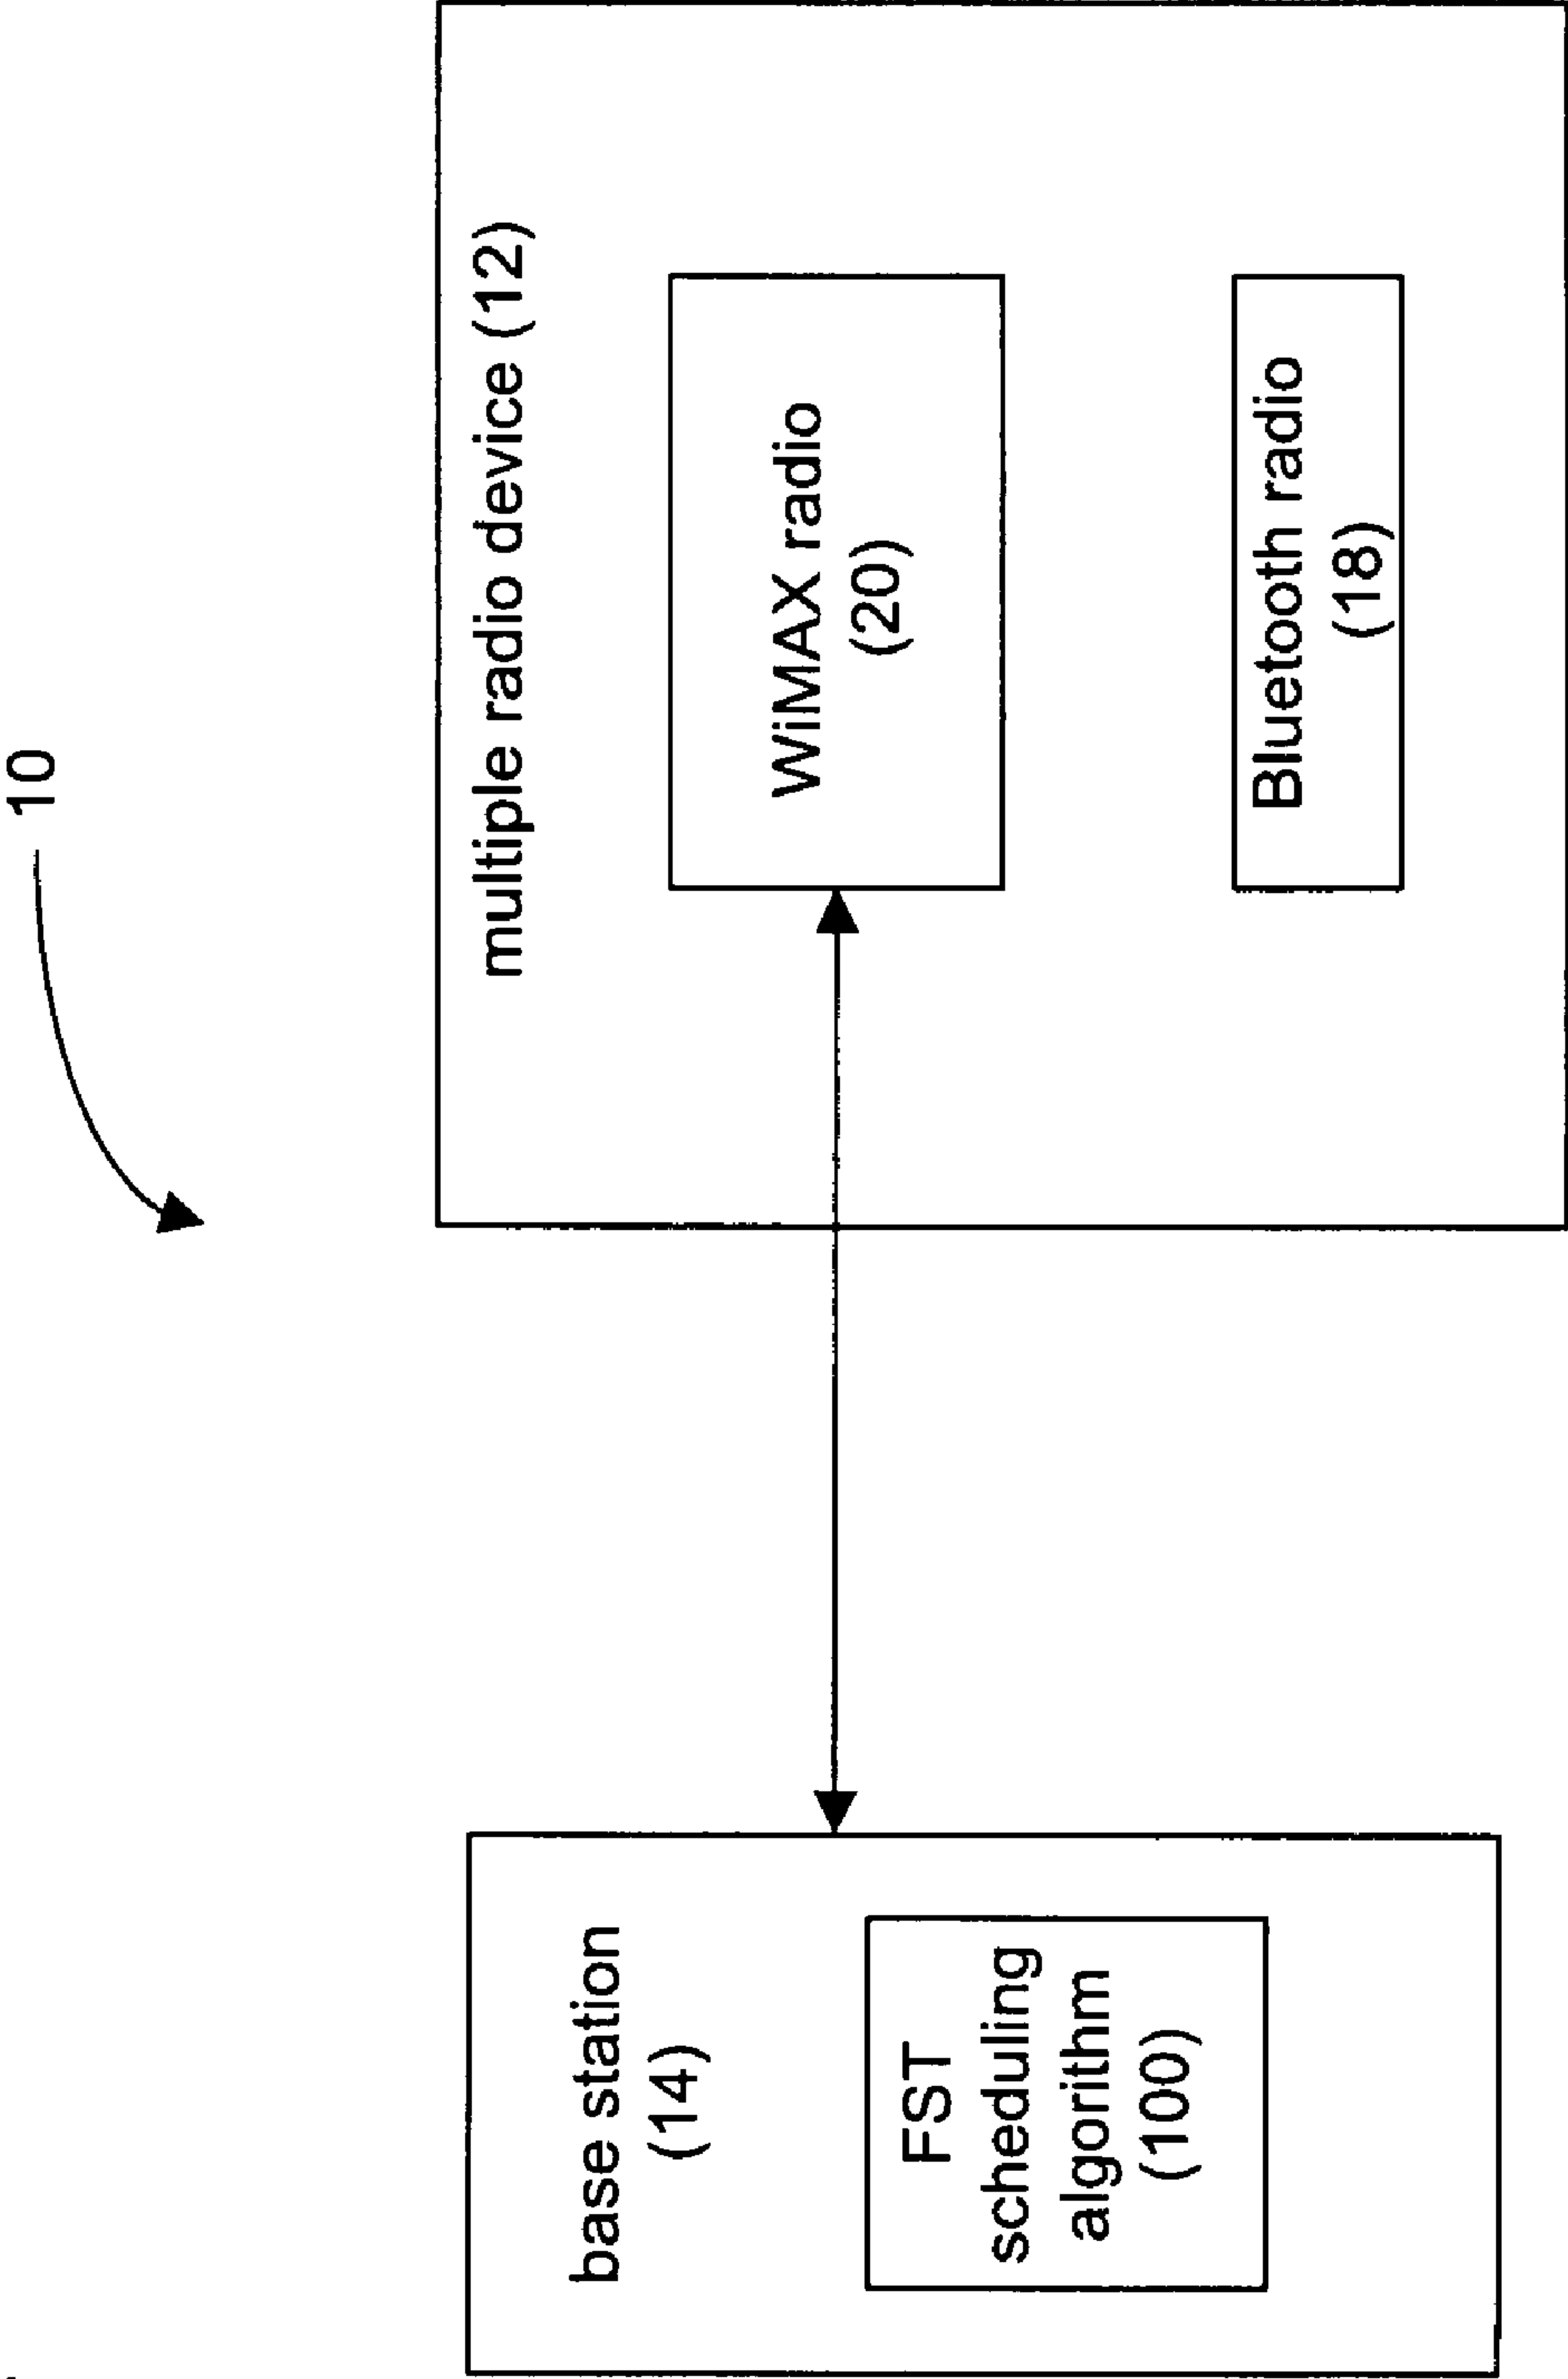 10
base station
(14)
FST
scheduling
algorithm
(100)
multiple radio device (12)
WiMAX radio
(20)
Bluetooth radio
(18)